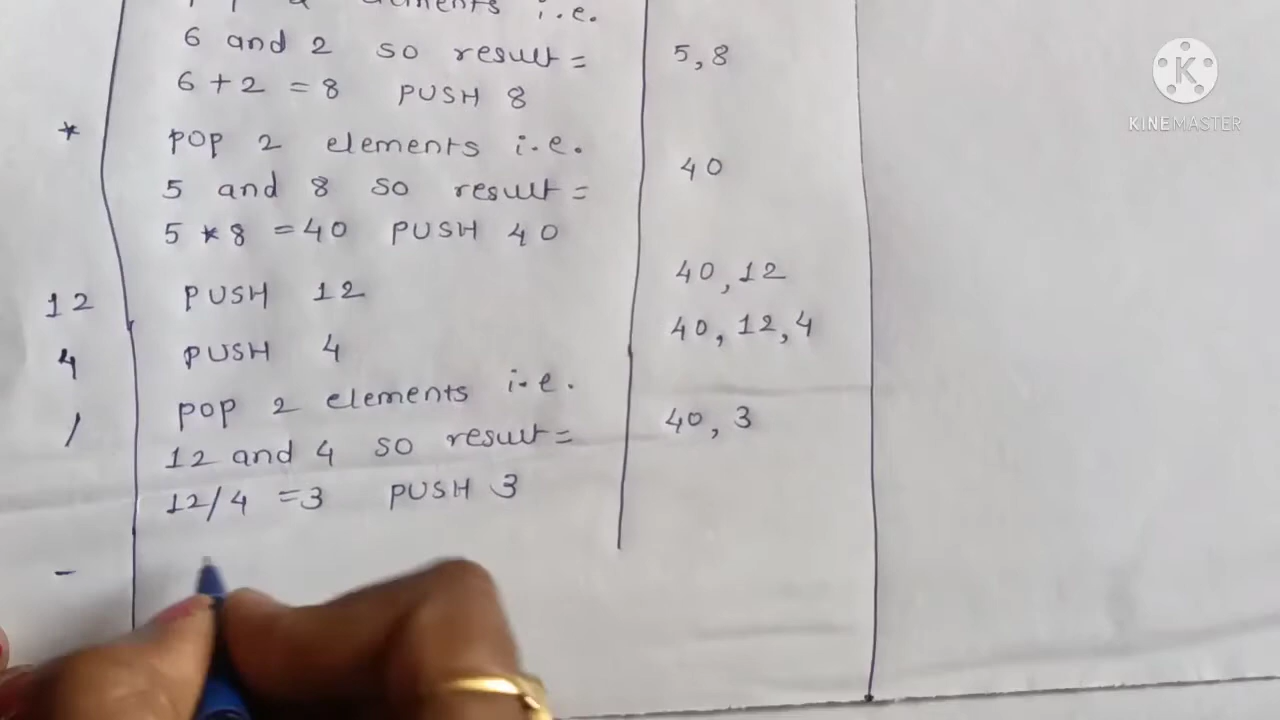 elements i.e.
6 and 2 so result =
6 + 2 = 8 PUSH 8
5, 8
* POP 2 elements i.e.
5 and 8 so result =
5 * 8 = 40 PUSH 40
40
12 PUSH 12
40, 12
4 PUSH 4
40, 12, 4
/ POP 2 elements i.e.
12 and 4 so result =
12/4 = 3 PUSH 3
40, 3
-
K
KINEMASTER